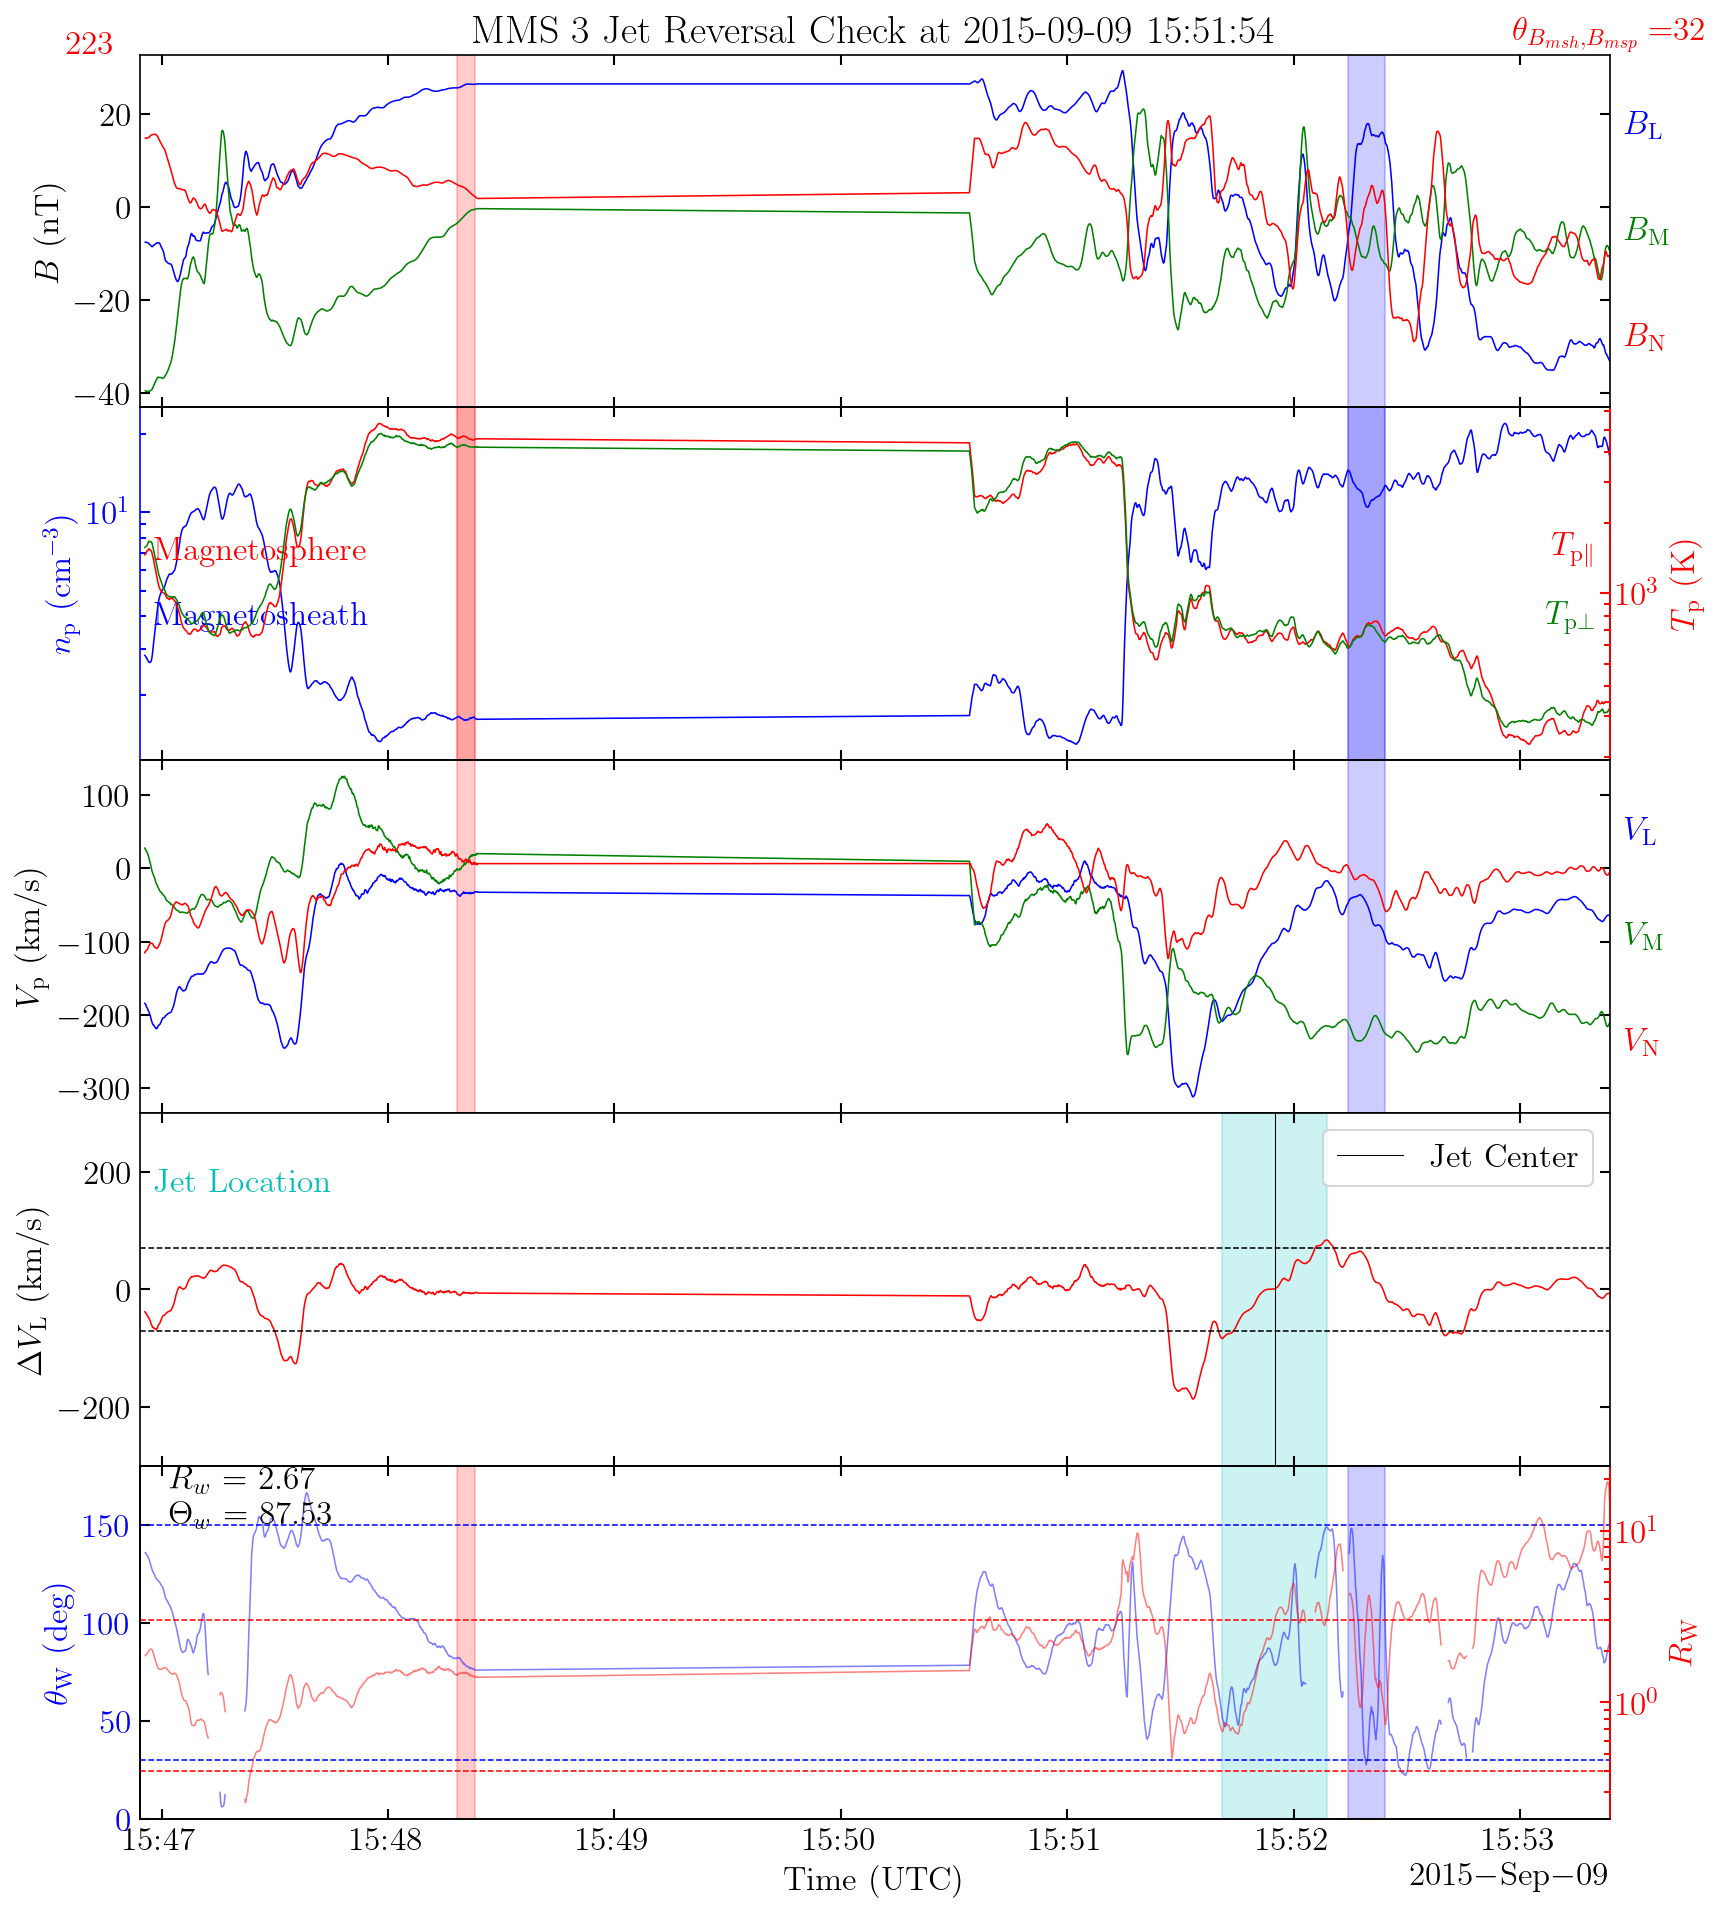 MMS 3 Jet Reversal Check at 2015-09-09 15:51:54
223
θ_{B_{msh},B_{msp}} =32
20
0
−20
−40
B (nT)
B_L
B_M
B_N
10^1
n_p (cm^{−3})
Magnetosphere
Magnetosheath
T_{p∥}
T_{p⊥}
10^3
T_p (K)
100
0
−100
−200
−300
V_p (km/s)
V_L
V_M
V_N
200
0
−200
ΔV_L (km/s)
Jet Location
Jet Center
R_w = 2.67
Θ_w = 87.53
150
100
50
0
θ_W (deg)
10^1
10^0
R_W
15:47 15:48 15:49 15:50 15:51 15:52 15:53
Time (UTC)
2015−Sep−09